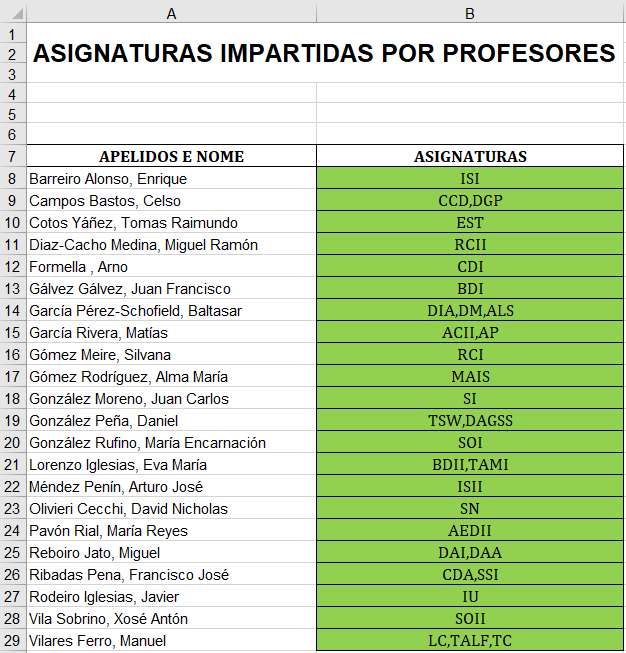 A B
1
2 ASIGNATURAS IMPARTIDAS POR PROFESORES
3
4
5
6
7 APELIDOS E NOME ASIGNATURAS
8 Barreiro Alonso, Enrique ISI
9 Campos Bastos, Celso CCD,DGP
10 Cotos Yáñez, Tomas Raimundo EST
11 Diaz-Cacho Medina, Miguel Ramón RCII
12 Formella , Arno CDI
13 Gálvez Gálvez, Juan Francisco BDI
14 García Pérez-Schofield, Baltasar DIA,DM,ALS
15 García Rivera, Matías ACII,AP
16 Gómez Meire, Silvana RCI
17 Gómez Rodríguez, Alma María MAIS
18 González Moreno, Juan Carlos SI
19 González Peña, Daniel TSW,DAGSS
20 González Rufino, María Encarnación SOI
21 Lorenzo Iglesias, Eva María BDII,TAMI
22 Méndez Penín, Arturo José ISII
23 Olivieri Cecchi, David Nicholas SN
24 Pavón Rial, María Reyes AEDII
25 Reboiro Jato, Miguel DAI,DAA
26 Ribadas Pena, Francisco José CDA,SSI
27 Rodeiro Iglesias, Javier IU
28 Vila Sobrino, Xosé Antón SOII
29 Vilares Ferro, Manuel LC,TALF,TC